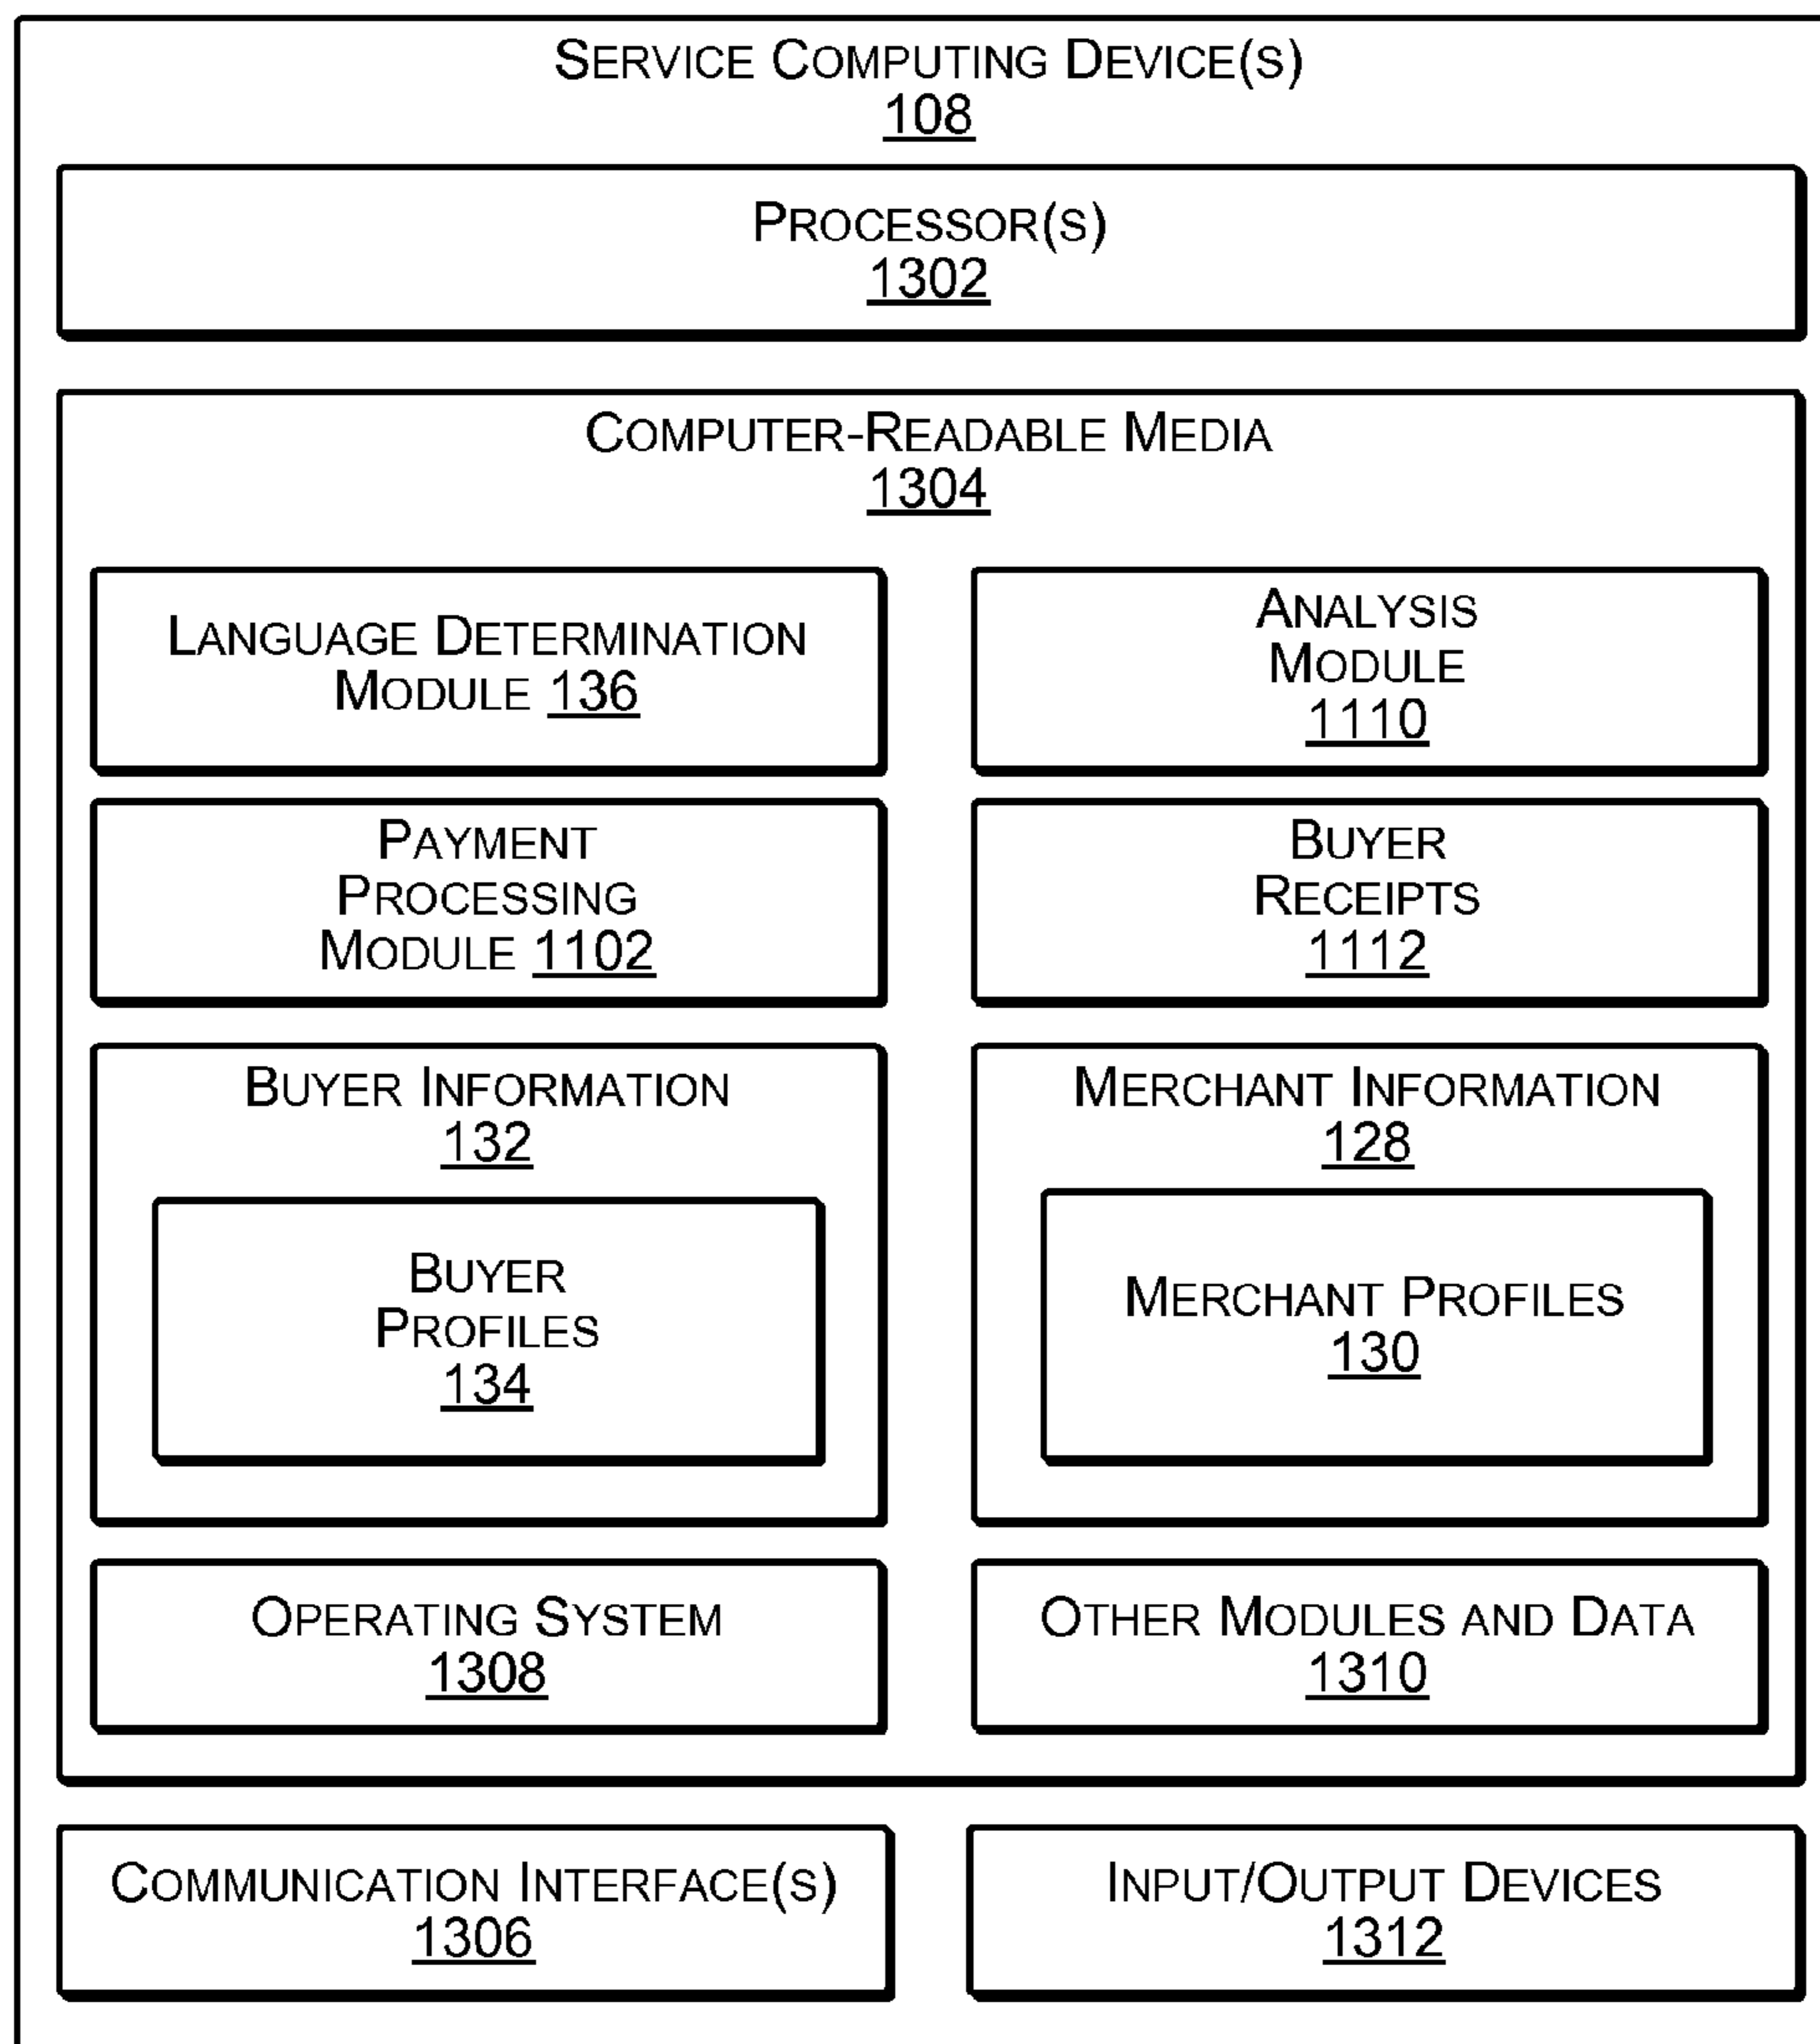 SERVICE COMPUTING DEVICE(S)
108
PROCESSOR(S)
1302
COMPUTER-READABLE MEDIA
1304
LANGUAGE DETERMINATION
MODULE 136
ANALYSIS
MODULE
1110
PAYMENT
PROCESSING
MODULE 1102
BUYER
RECEIPTS
1112
BUYER INFORMATION
132
BUYER
PROFILES
134
MERCHANT INFORMATION
128
MERCHANT PROFILES
130
OPERATING SYSTEM
1308
OTHER MODULES AND DATA
1310
COMMUNICATION INTERFACE(S)
1306
INPUT/OUTPUT DEVICES
1312